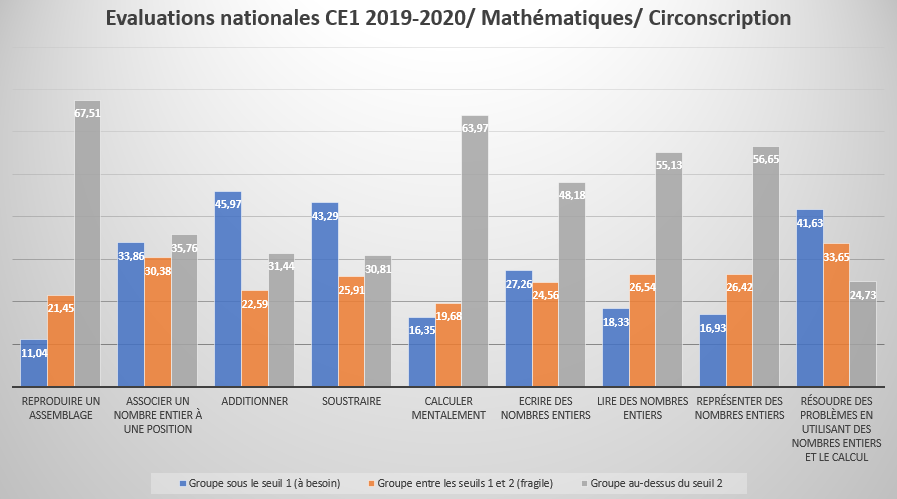 Evaluations nationales CE1 2019-2020/ Mathématiques/ Circonscription
67,51
63,97
56,65
55,13
48,18
45,97
43,29
41,63
33,86
30,38
35,76
31,44
30,81
33,65
27,26
24,56
26,54
26,42
24,73
21,45
22,59
25,91
19,68
18,33
16,93
16,35
11,04
REPRODUIRE UN
ASSEMBLAGE
ASSOCIER UN
NOMBRE ENTIER À
UNE POSITION
ADDITIONNER
SOUSTRAIRE
CALCULER
MENTALEMENT
ECRIRE DES
NOMBRES ENTIERS
LIRE DES NOMBRES
ENTIERS
REPRÉSENTER DES
NOMBRES ENTIERS
RÉSOUDRE DES
PROBLÈMES EN
UTILISANT DES
NOMBRES ENTIERS
ET LE CALCUL
Groupe sous le seuil 1 (à besoin)
Groupe entre les seuils 1 et 2 (fragile)
Groupe au-dessus du seuil 2